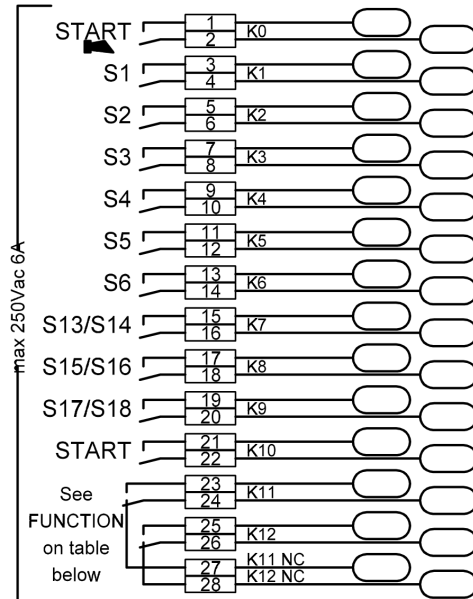 START 1 2 K0
S1 3 4 K1
S2 5 6 K2
S3 7 8 K3
S4 9 10 K4
S5 11 12 K5
S6 13 14 K6
S13/S14 15 16 K7
S15/S16 17 18 K8
S17/S18 19 20 K9
START 21 22 K10
23 24 K11
25 26 K12
27 K11 NC
28 K12 NC
See
FUNCTION
on table
below
max 250Vac 6A